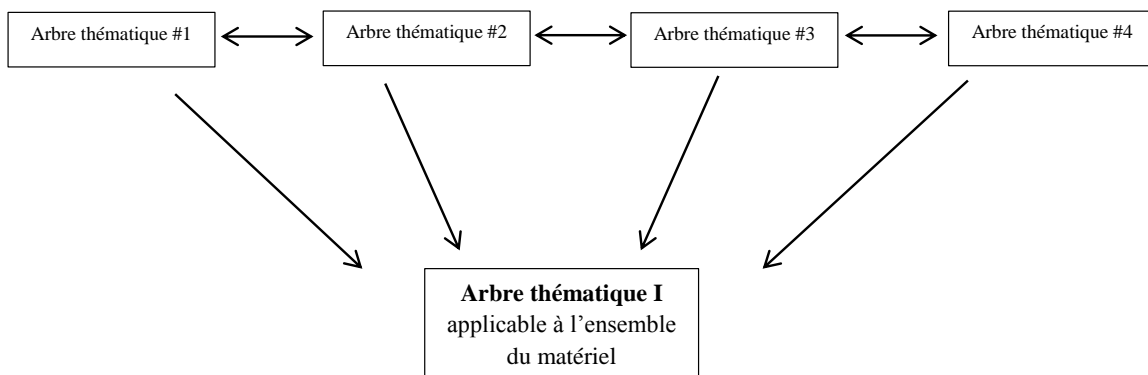 Arbre thématique #1
Arbre thématique #2
Arbre thématique #3
Arbre thématique #4
Arbre thématique I
applicable à l’ensemble
du matériel